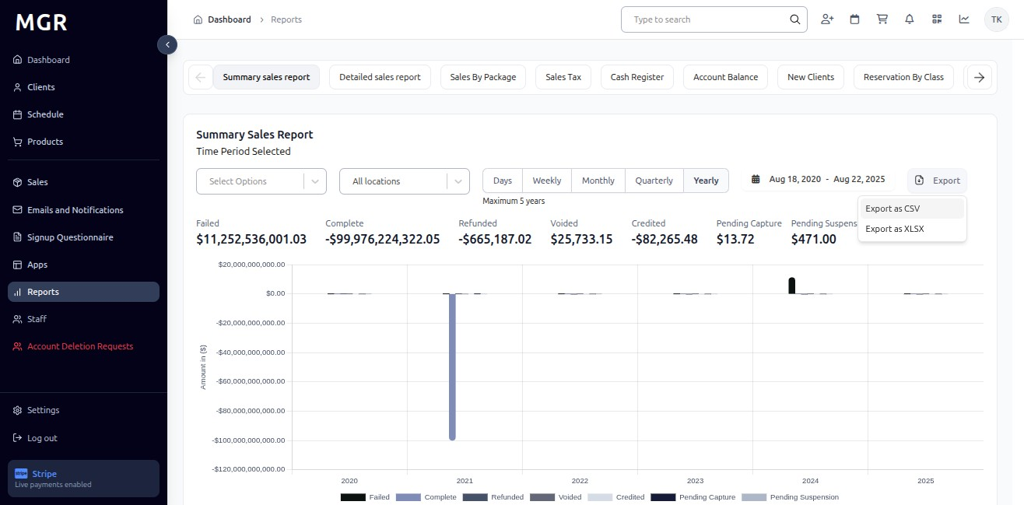 MGR
Dashboard
Clients
Schedule
Products
Sales
Emails and Notifications
Signup Questionnaire
Apps
Reports
Staff
Account Deletion Requests
Settings
Log out
Stripe
Live payments enabled
Dashboard > Reports
Type to search
TK
Summary sales report Detailed sales report Sales By Package Sales Tax Cash Register Account Balance New Clients Reservation By Class
Summary Sales Report
Time Period Selected
Select Options All locations Days Weekly Monthly Quarterly Yearly Aug 18, 2020 - Aug 22, 2025 Export
Maximum 5 years
Export as CSV
Export as XLSX
Failed Complete Refunded Voided Credited Pending Capture Pending Suspens
$11,252,536,001.03 -$99,976,224,322.05 -$665,187.02 $25,733.15 -$82,265.48 $13.72 $471.00
Amount in ($)
$20,000,000,000.00
$0.00
-$20,000,000,000.00
-$40,000,000,000.00
-$60,000,000,000.00
-$80,000,000,000.00
-$100,000,000,000.00
-$120,000,000,000.00
2020 2021 2022 2023 2024 2025
Failed Complete Refunded Voided Credited Pending Capture Pending Suspension